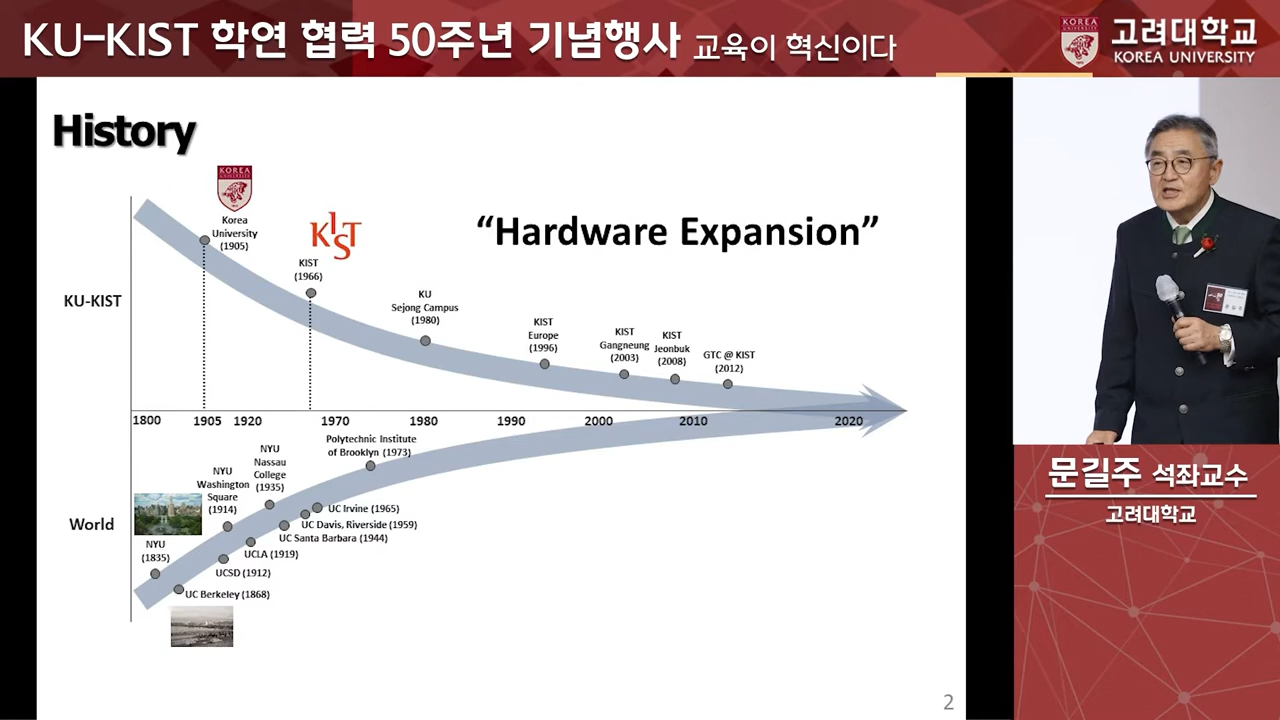 KU-KIST 학연 협력 50주년 기념행사 교육이 혁신이다
KOREA
고려대학교
KOREA UNIVERSITY
History
KOREA
Korea
University
(1905)
KIST
KIST
(1966)
"Hardware Expansion"
KU-KIST
KU
Sejong Campus
(1980)
KIST
Europe
(1996)
KIST
Gangneung
(2003)
KIST
Jeonbuk
(2008)
GTC @ KIST
(2012)
1800
1905
1920
1970
1980
1990
2000
2010
2020
Polytechnic Institute
of Brooklyn (1973)
NYU
Nassau
College
(1935)
NYU
Washington
Square
(1914)
UC Irvine (1965)
UC Davis, Riverside (1959)
UC Santa Barbara (1944)
World
NYU
(1835)
UCLA (1919)
UCSD (1912)
UC Berkeley (1868)
2
문길주 석좌교수
고려대학교